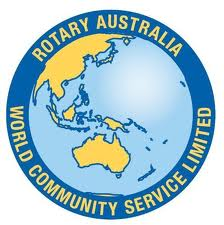 ROTARY AUSTRALIA
WORLD COMMUNITY SERVICE LIMITED